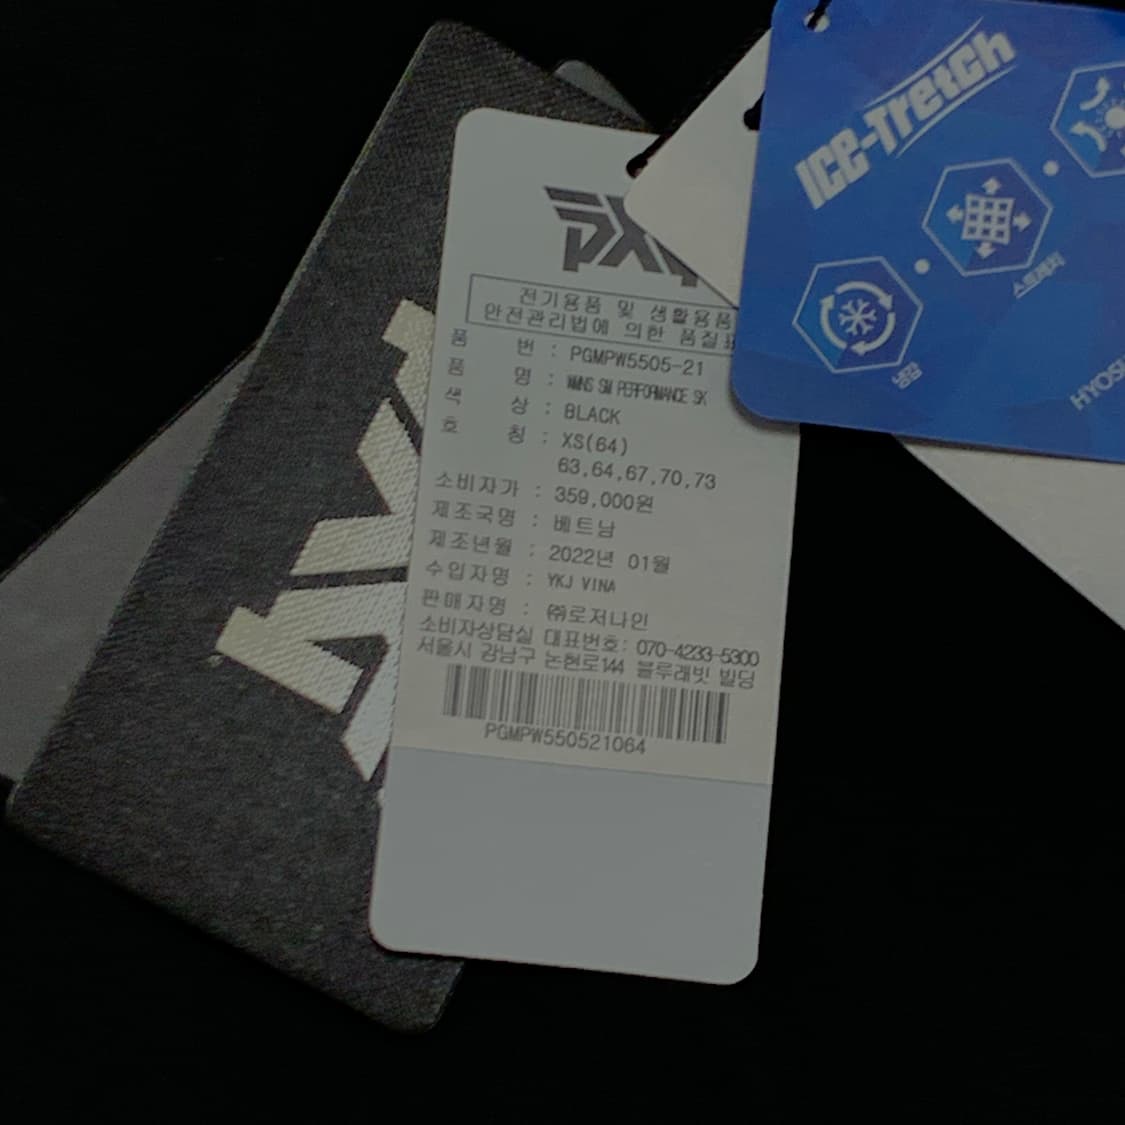 PXG
전기용품 및 생활용품
안전관리법에 의한 품질표
품 번 : PGMPW5505-21
품 명 : WMNS SM PERFORMANCE SK
색 상 : BLACK
호 칭 : XS(64)
63,64,67,70,73
소비자가 : 359,000원
제조국명 : 베트남
제조년월 : 2022년 01월
수입자명 : YKJ VINA
판매자명 : ㈜로저나인
소비자상담실 대표번호: 070-4233-5300
서울시 강남구 논현로144 블루래빗 빌딩
PGMPW550521064
ICE-TretCh
스트레치
냉감
HYOS